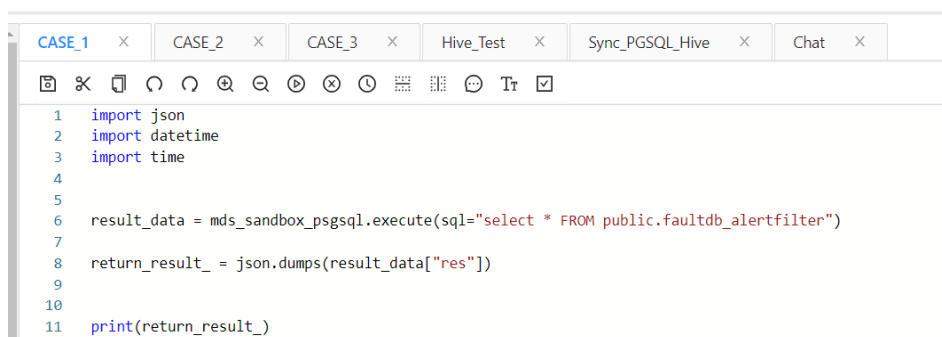 CASE_1 × CASE_2 × CASE_3 × Hive_Test × Sync_PGSQL_Hive × Chat ×
1 import json
2 import datetime
3 import time
4
5
6 result_data = mds_sandbox_psgsql.execute(sql="select * FROM public.faultdb_alertfilter")
7
8 return_result_ = json.dumps(result_data["res"])
9
10
11 print(return_result_)